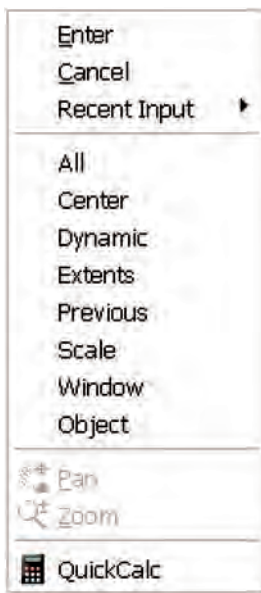 Enter
Cancel
Recent Input
All
Center
Dynamic
Extents
Previous
Scale
Window
Object
Pan
Zoom
QuickCalc